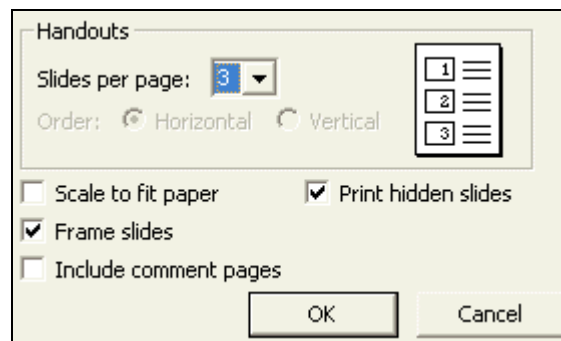 Handouts
Slides per page: 3
Order: Horizontal Vertical
1
2
3
Scale to fit paper Print hidden slides
Frame slides
Include comment pages
OK Cancel